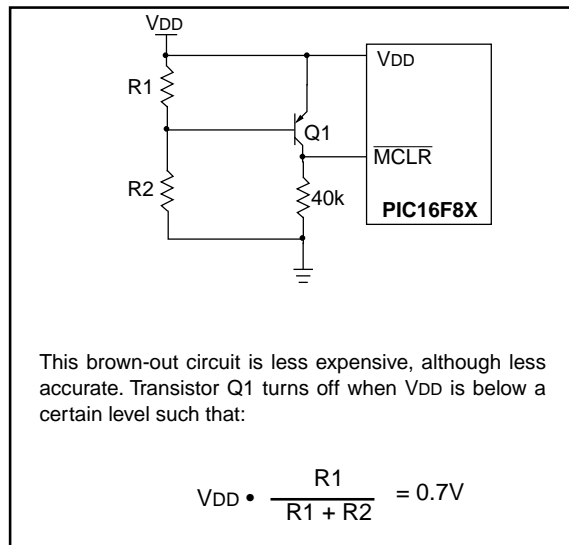 VDD
VDD
R1
Q1
MCLR
R2
40k
PIC16F8X
This brown-out circuit is less expensive, although less
accurate. Transistor Q1 turns off when VDD is below a
certain level such that:
R1
VDD • = 0.7V
R1 + R2